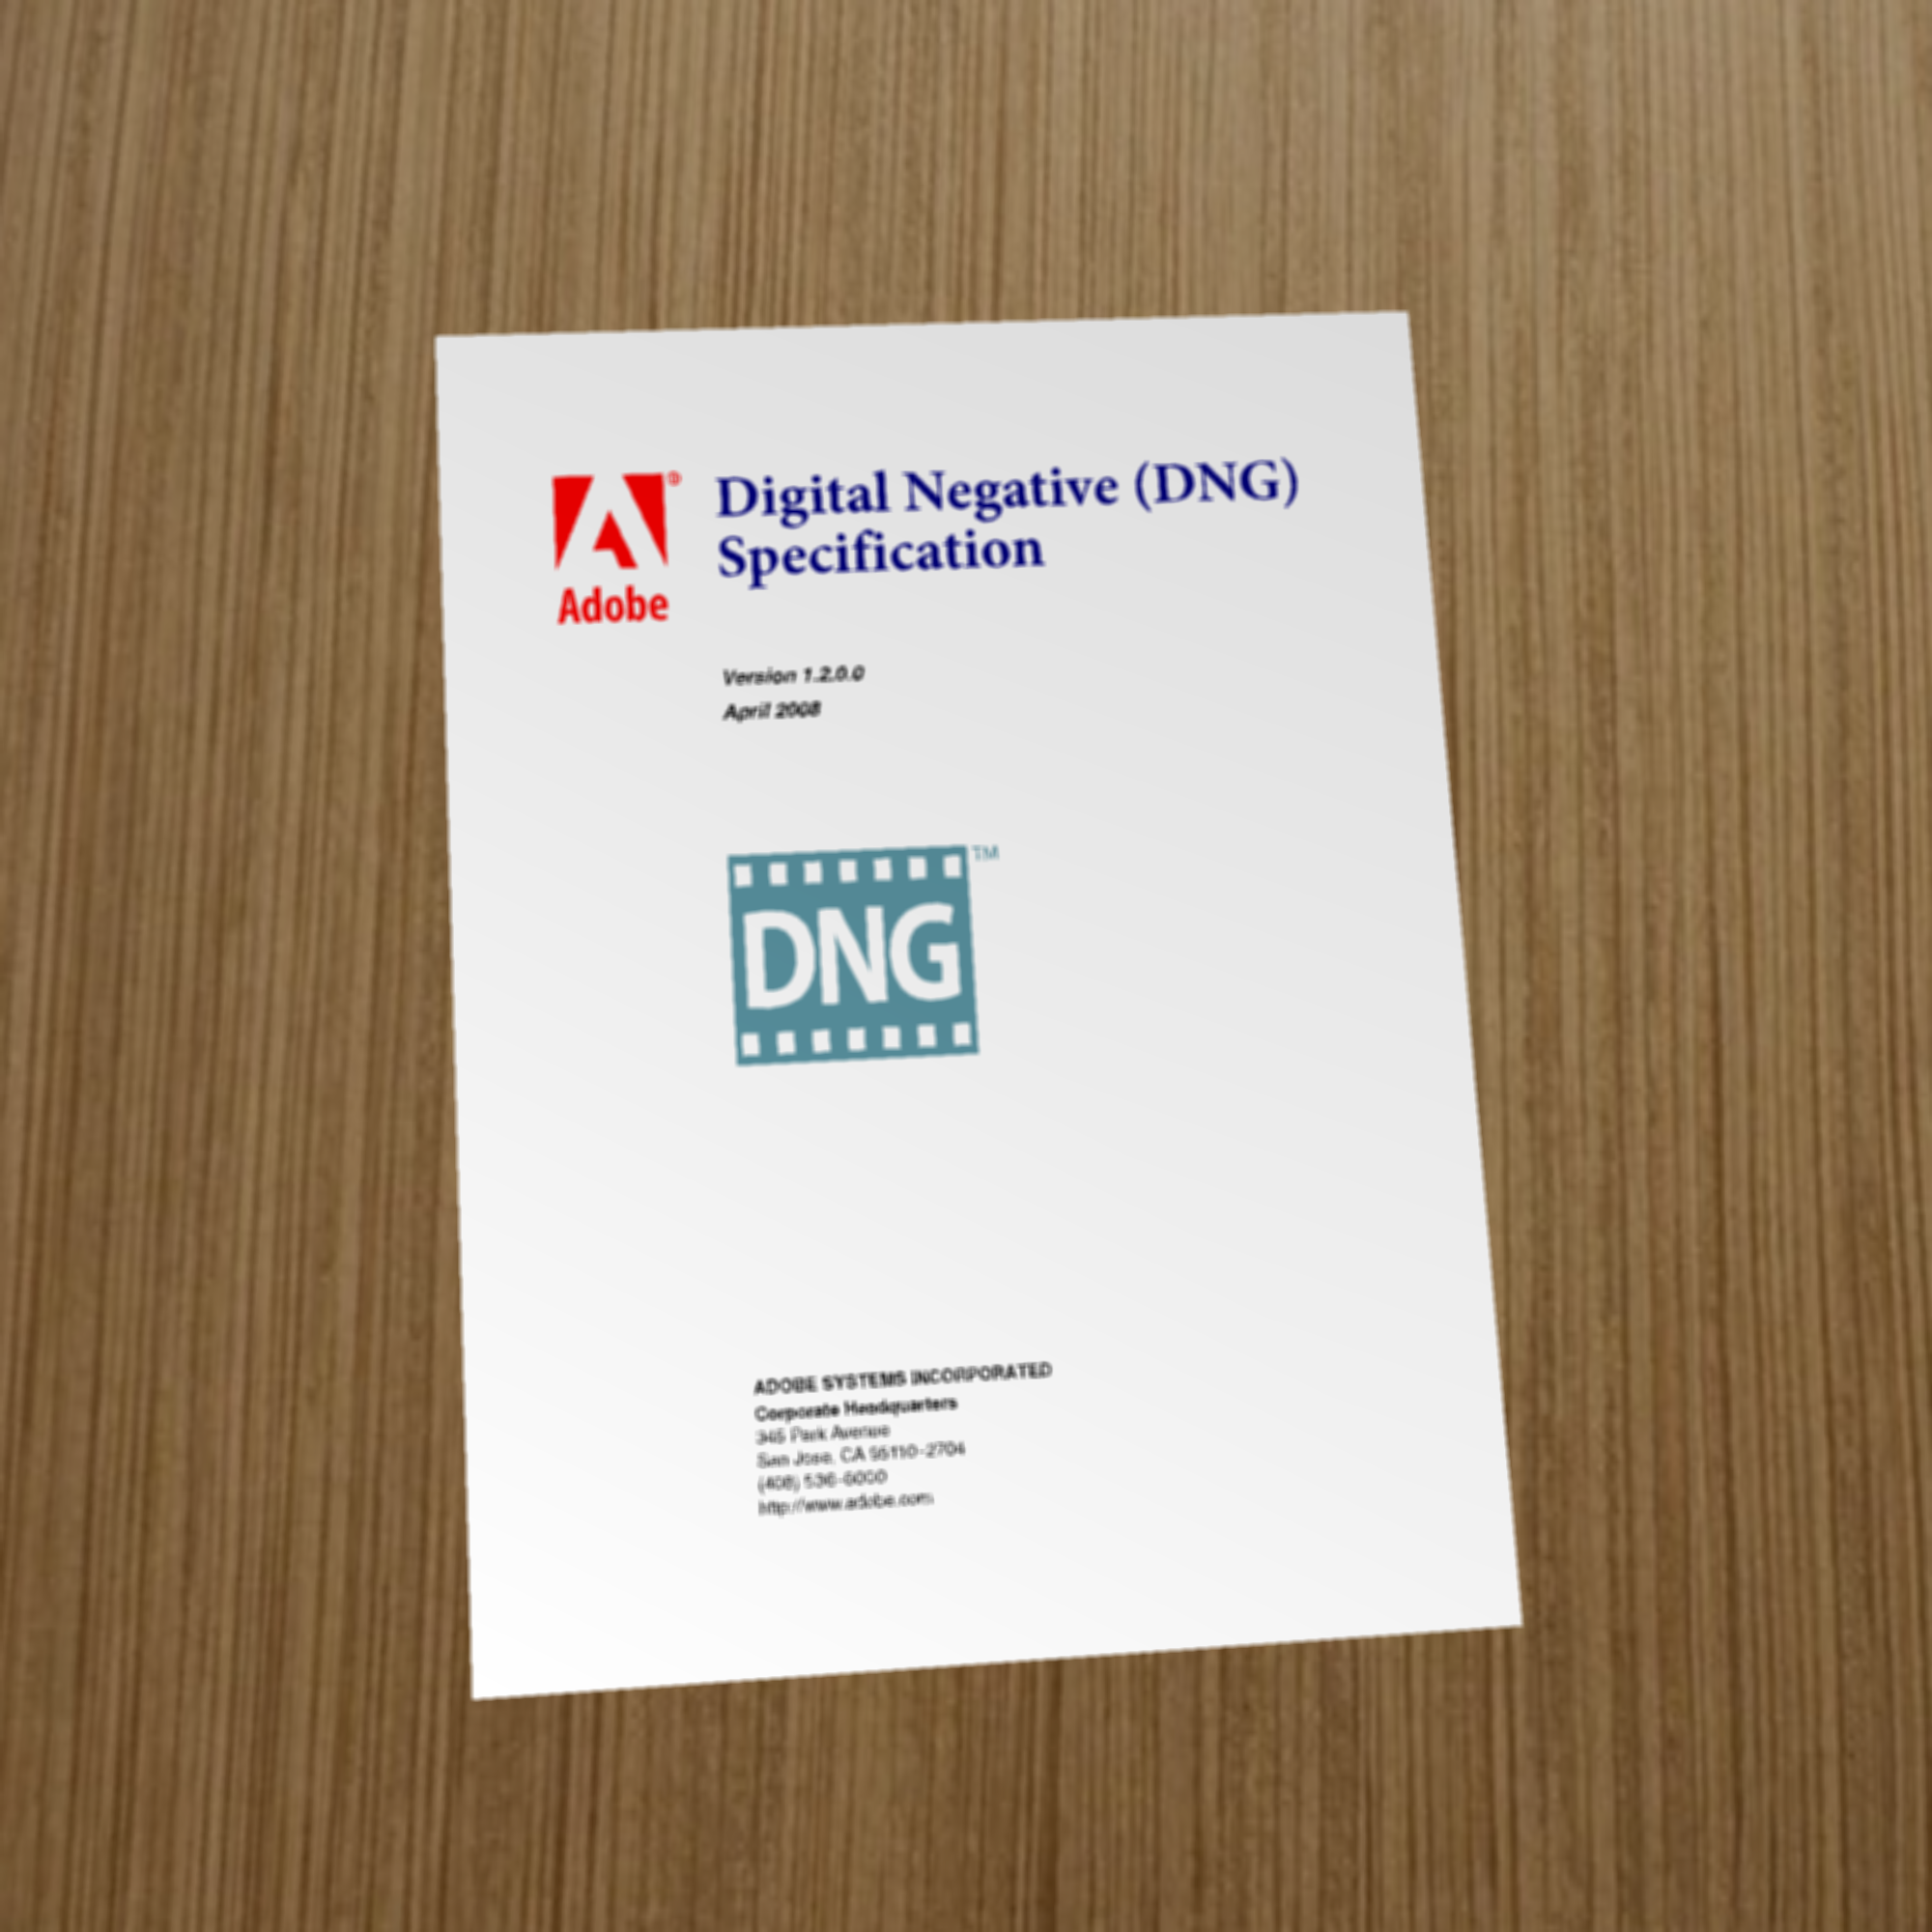 Adobe®
Digital Negative (DNG)
Specification
Version 1.2.0.0
April 2008
DNG™
ADOBE SYSTEMS INCORPORATED
Corporate Headquarters
345 Park Avenue
San Jose, CA 95110-2704
(408) 536-6000
http://www.adobe.com